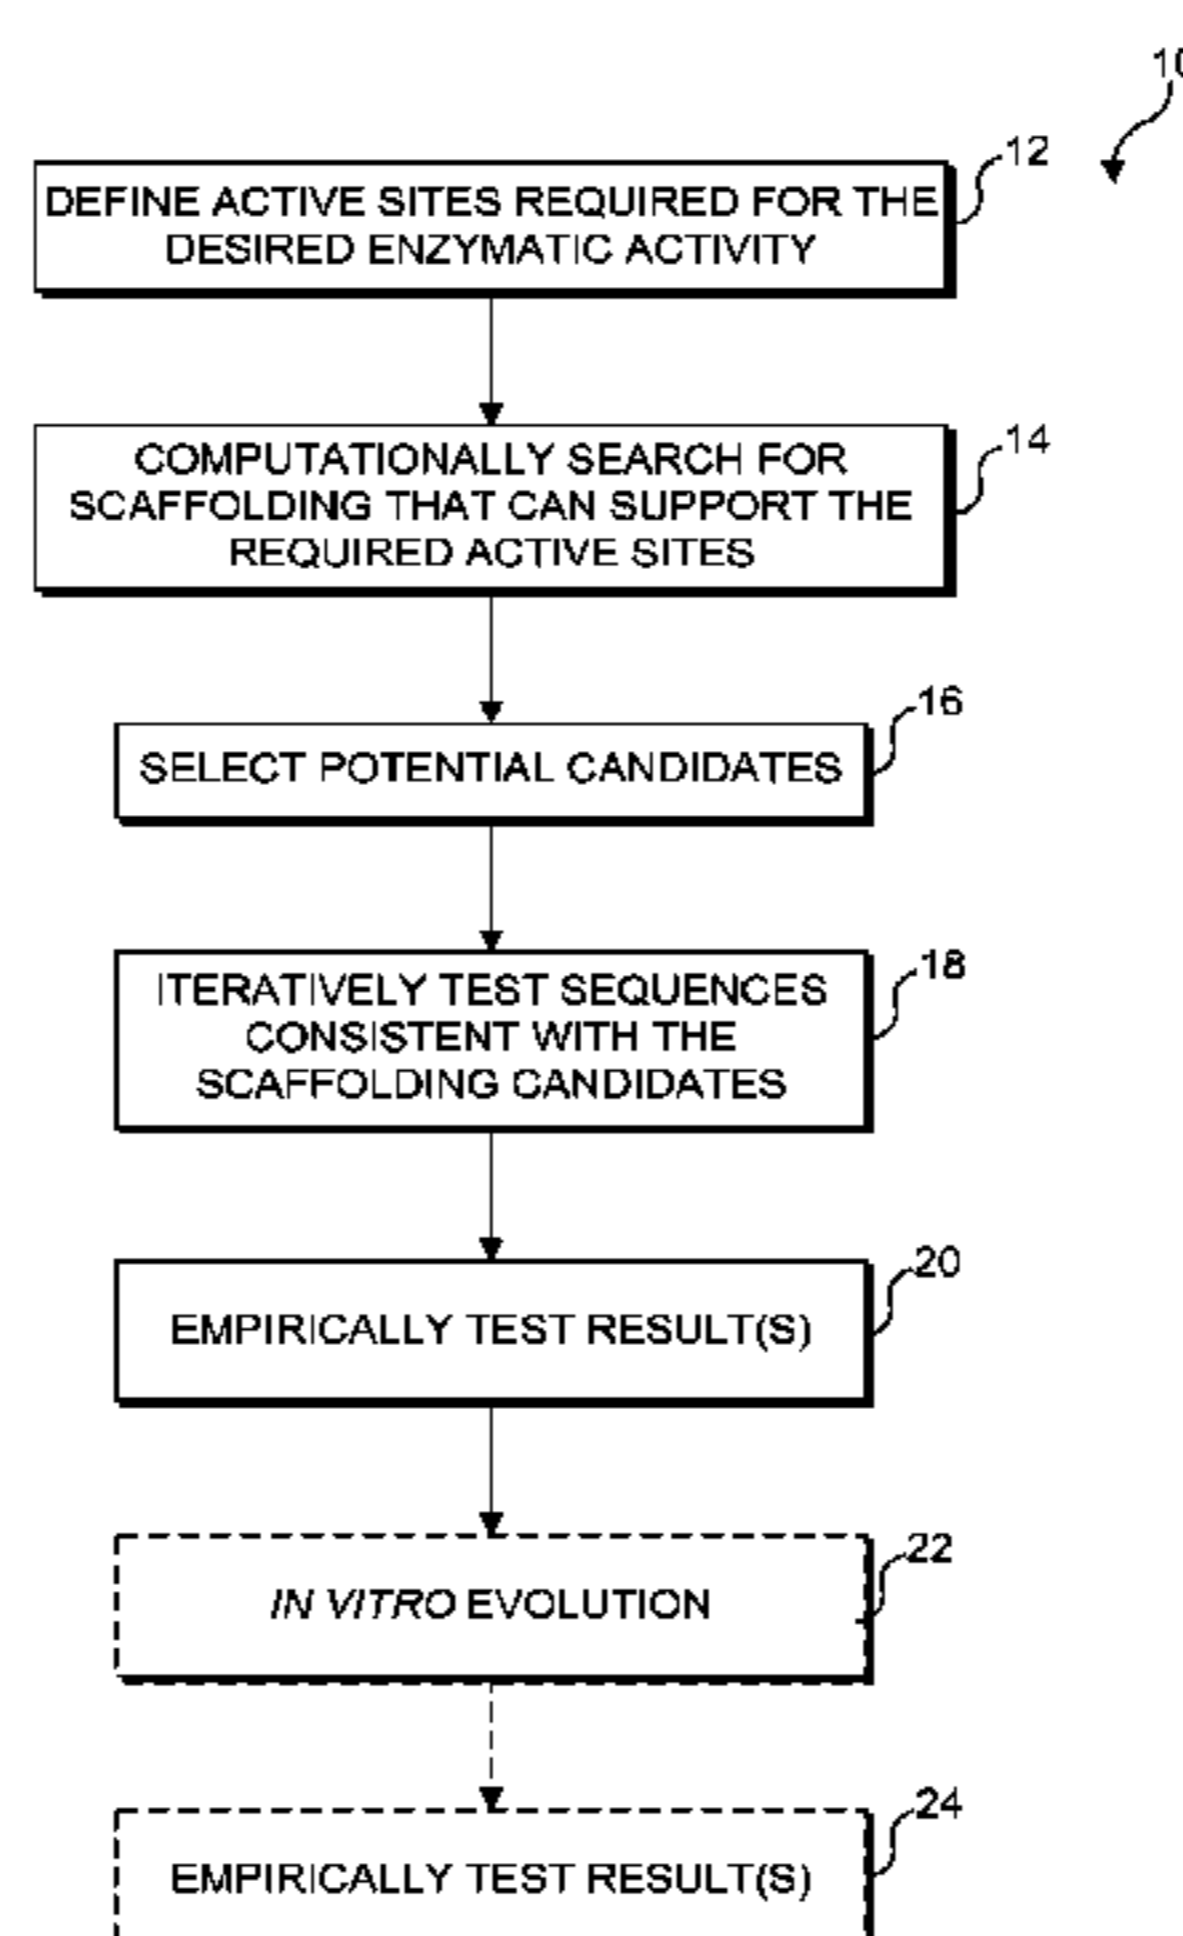 10
12
DEFINE ACTIVE SITES REQUIRED FOR THE
DESIRED ENZYMATIC ACTIVITY
14
COMPUTATIONALLY SEARCH FOR
SCAFFOLDING THAT CAN SUPPORT THE
REQUIRED ACTIVE SITES
16
SELECT POTENTIAL CANDIDATES
18
ITERATIVELY TEST SEQUENCES
CONSISTENT WITH THE
SCAFFOLDING CANDIDATES
20
EMPIRICALLY TEST RESULT(S)
22
IN VITRO EVOLUTION
24
EMPIRICALLY TEST RESULT(S)